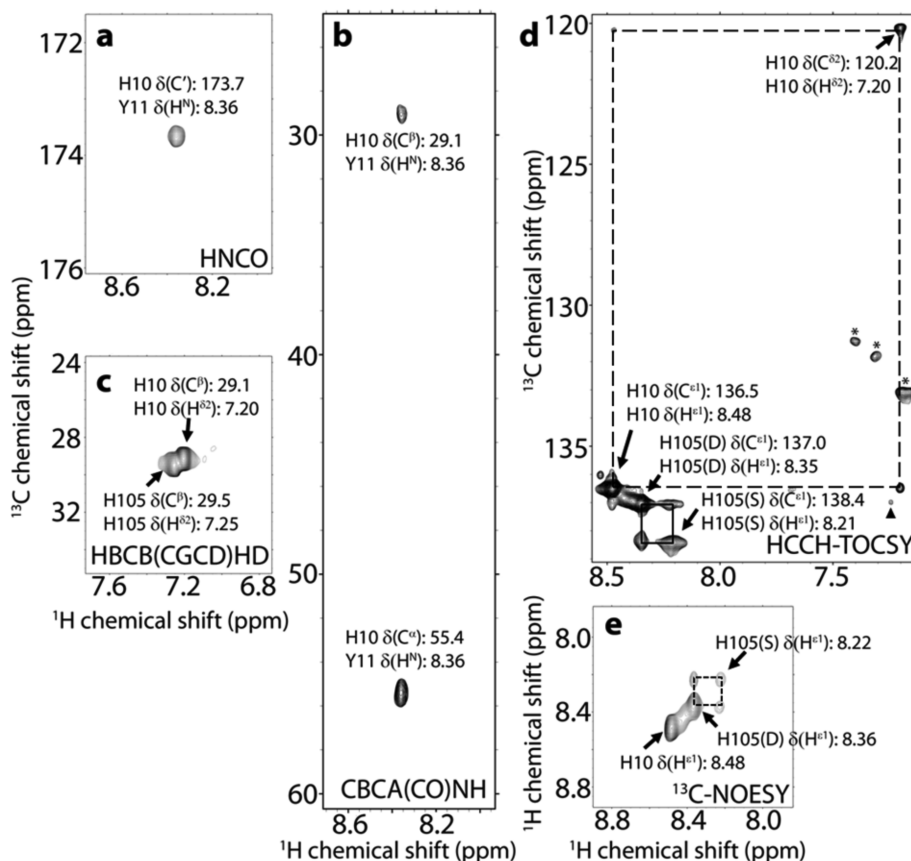 a
172
174
176
H10 δ(C'): 173.7
Y11 δ(Hᴺ): 8.36
HNCO
8.6
8.2
¹³C chemical shift (ppm)
c
24
28
32
H10 δ(Cᵝ): 29.1
H10 δ(Hᵟ²): 7.20
H105 δ(Cᵝ): 29.5
H105 δ(Hᵟ²): 7.25
HBCB(CGCD)HD
7.6
7.2
6.8
¹H chemical shift (ppm)
b
30
40
50
60
H10 δ(Cᵝ): 29.1
Y11 δ(Hᴺ): 8.36
H10 δ(Cᵅ): 55.4
Y11 δ(Hᴺ): 8.36
CBCA(CO)NH
8.6
8.2
¹H chemical shift (ppm)
d
120
125
130
135
¹³C chemical shift (ppm)
H10 δ(Cᵟ²): 120.2
H10 δ(Hᵟ²): 7.20
*
*
*
H10 δ(Cᵋ¹): 136.5
H10 δ(Hᵋ¹): 8.48
H105(D) δ(Cᵋ¹): 137.0
H105(D) δ(Hᵋ¹): 8.35
H105(S) δ(Cᵋ¹): 138.4
H105(S) δ(Hᵋ¹): 8.21
HCCH-TOCSY
8.5
8.0
7.5
e
8.0
8.4
8.8
¹H chemical shift (ppm)
H105(S) δ(Hᵋ¹): 8.22
H105(D) δ(Hᵋ¹): 8.36
H10 δ(Hᵋ¹): 8.48
¹³C-NOESY
8.8
8.4
8.0
¹H chemical shift (ppm)